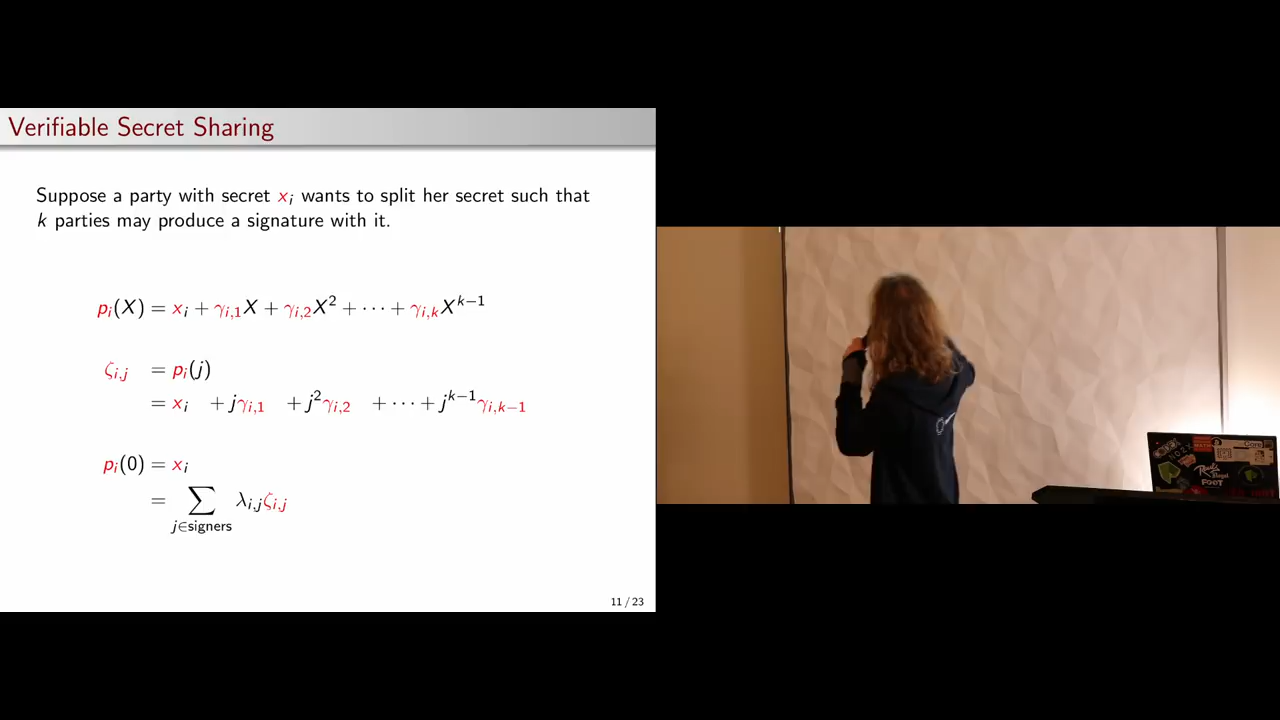 Verifiable Secret Sharing
Suppose a party with secret xᵢ wants to split her secret such that
k parties may produce a signature with it.
pᵢ(X) = xᵢ + γᵢ,₁X + γᵢ,₂X² + ⋯ + γᵢ,ₖXᵏ⁻¹
ζᵢ,ⱼ = pᵢ(j)
= xᵢ + jγᵢ,₁ + j²γᵢ,₂ + ⋯ + jᵏ⁻¹γᵢ,ₖ₋₁
pᵢ(0) = xᵢ
= ∑ λᵢ,ⱼζᵢ,ⱼ
j∈signers
11 / 23
Core
FOOT